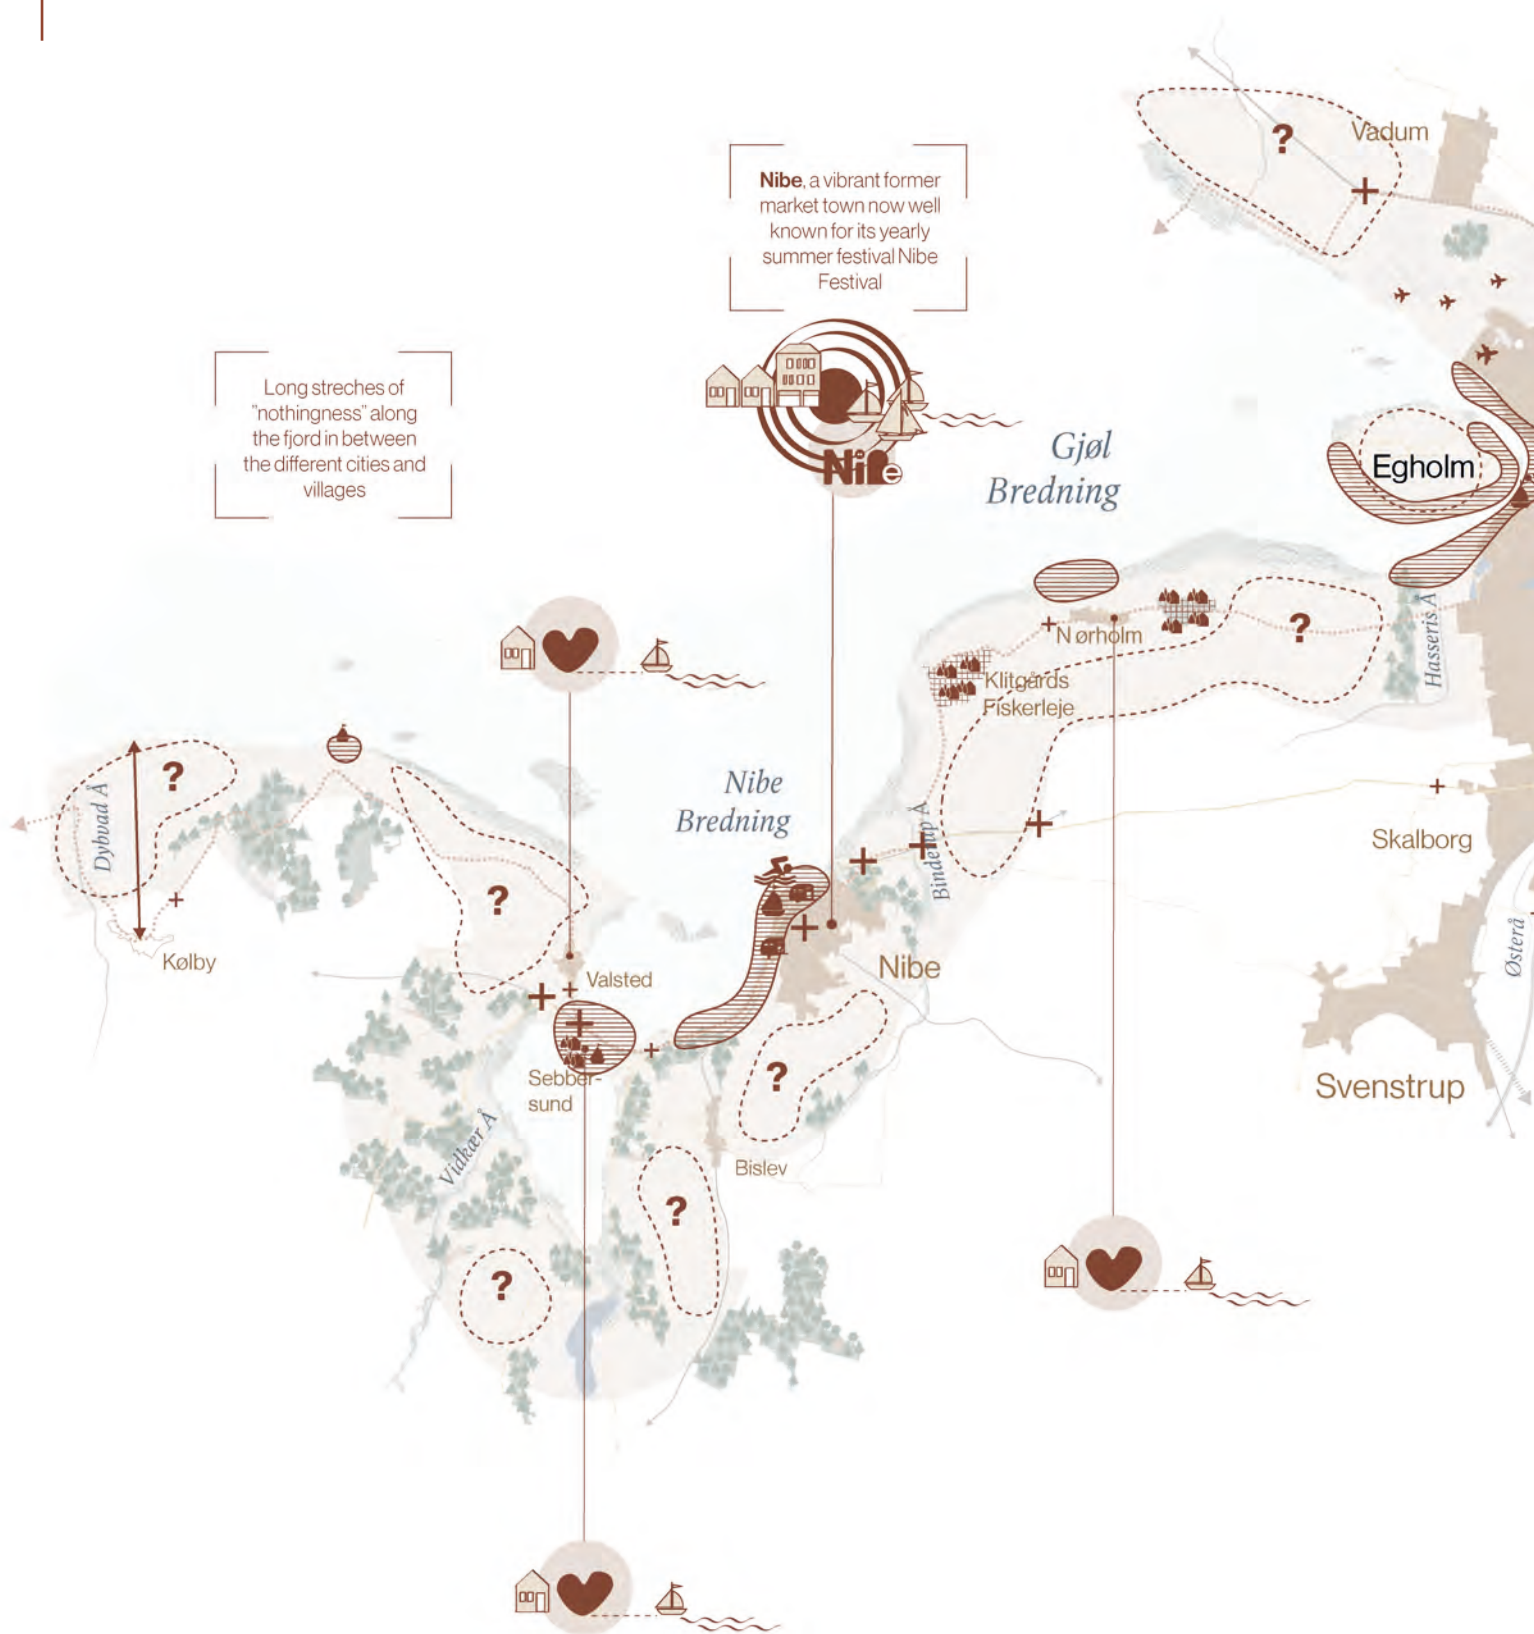 Vadum
?
Nibe, a vibrant former
market town now well
known for its yearly
summer festival Nibe
Festival
Long streches of
"nothingness" along
the fjord in between
the different cities and
villages
Nibe
Gjøl
Bredning
Egholm
?
Nørholm
Hasseris Å
Klitgårds
Fiskerleje
?
Dybvad Å
Nibe
Bredning
Binderup Å
Skalborg
?
Kølby
Valsted
Nibe
Østerå
Sebber-
sund
?
Svenstrup
Vidkær Å
Bislev
?
?